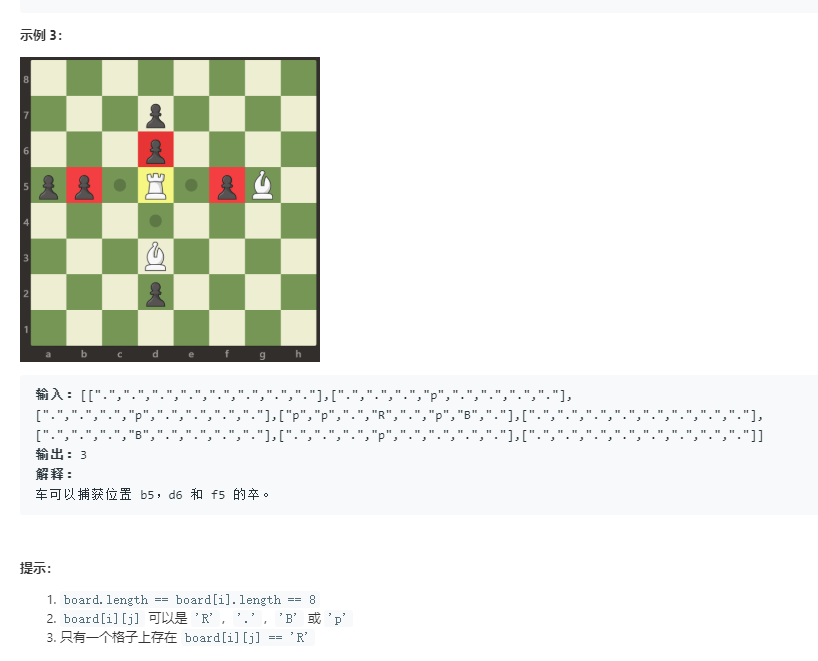 示例 3：
8
7
6
5
4
3
2
1
a b c d e f g h
输入：[[".",".",".",".",".",".",".","."],[".",".",".","p",".",".",".","."],
[".",".",".","p",".",".",".","."],["p","p",".","R",".","p","B","."],[".",".",".",".",".",".",".","."],
[".",".",".","B",".",".",".","."],[".",".",".","p",".",".",".","."],[".",".",".",".",".",".",".","."]]
输出：3
解释：
车可以捕获位置 b5，d6 和 f5 的卒。
提示：
1. board.length == board[i].length == 8
2. board[i][j] 可以是 'R'，'.'，'B' 或 'p'
3. 只有一个格子上存在 board[i][j] == 'R'